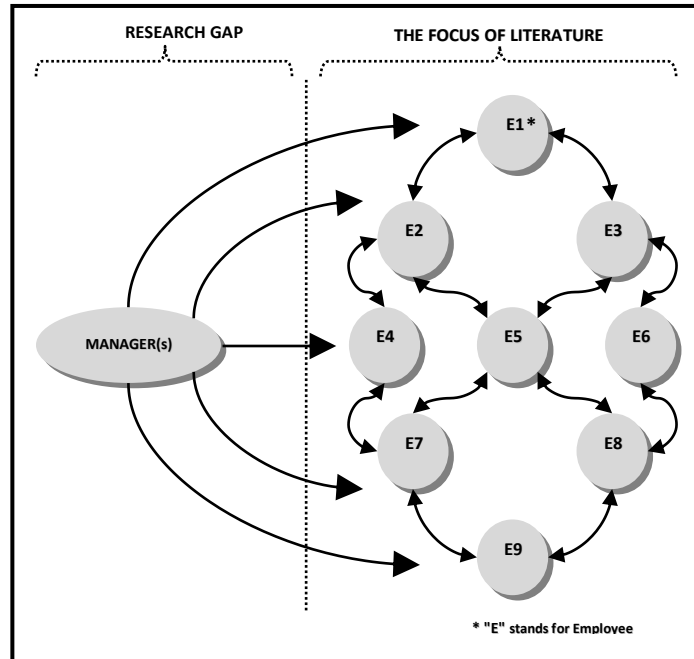 RESEARCH GAP
THE FOCUS OF LITERATURE
E1*
E2
E3
MANAGER(s)
E4
E5
E6
E7
E8
E9
* "E" stands for Employee